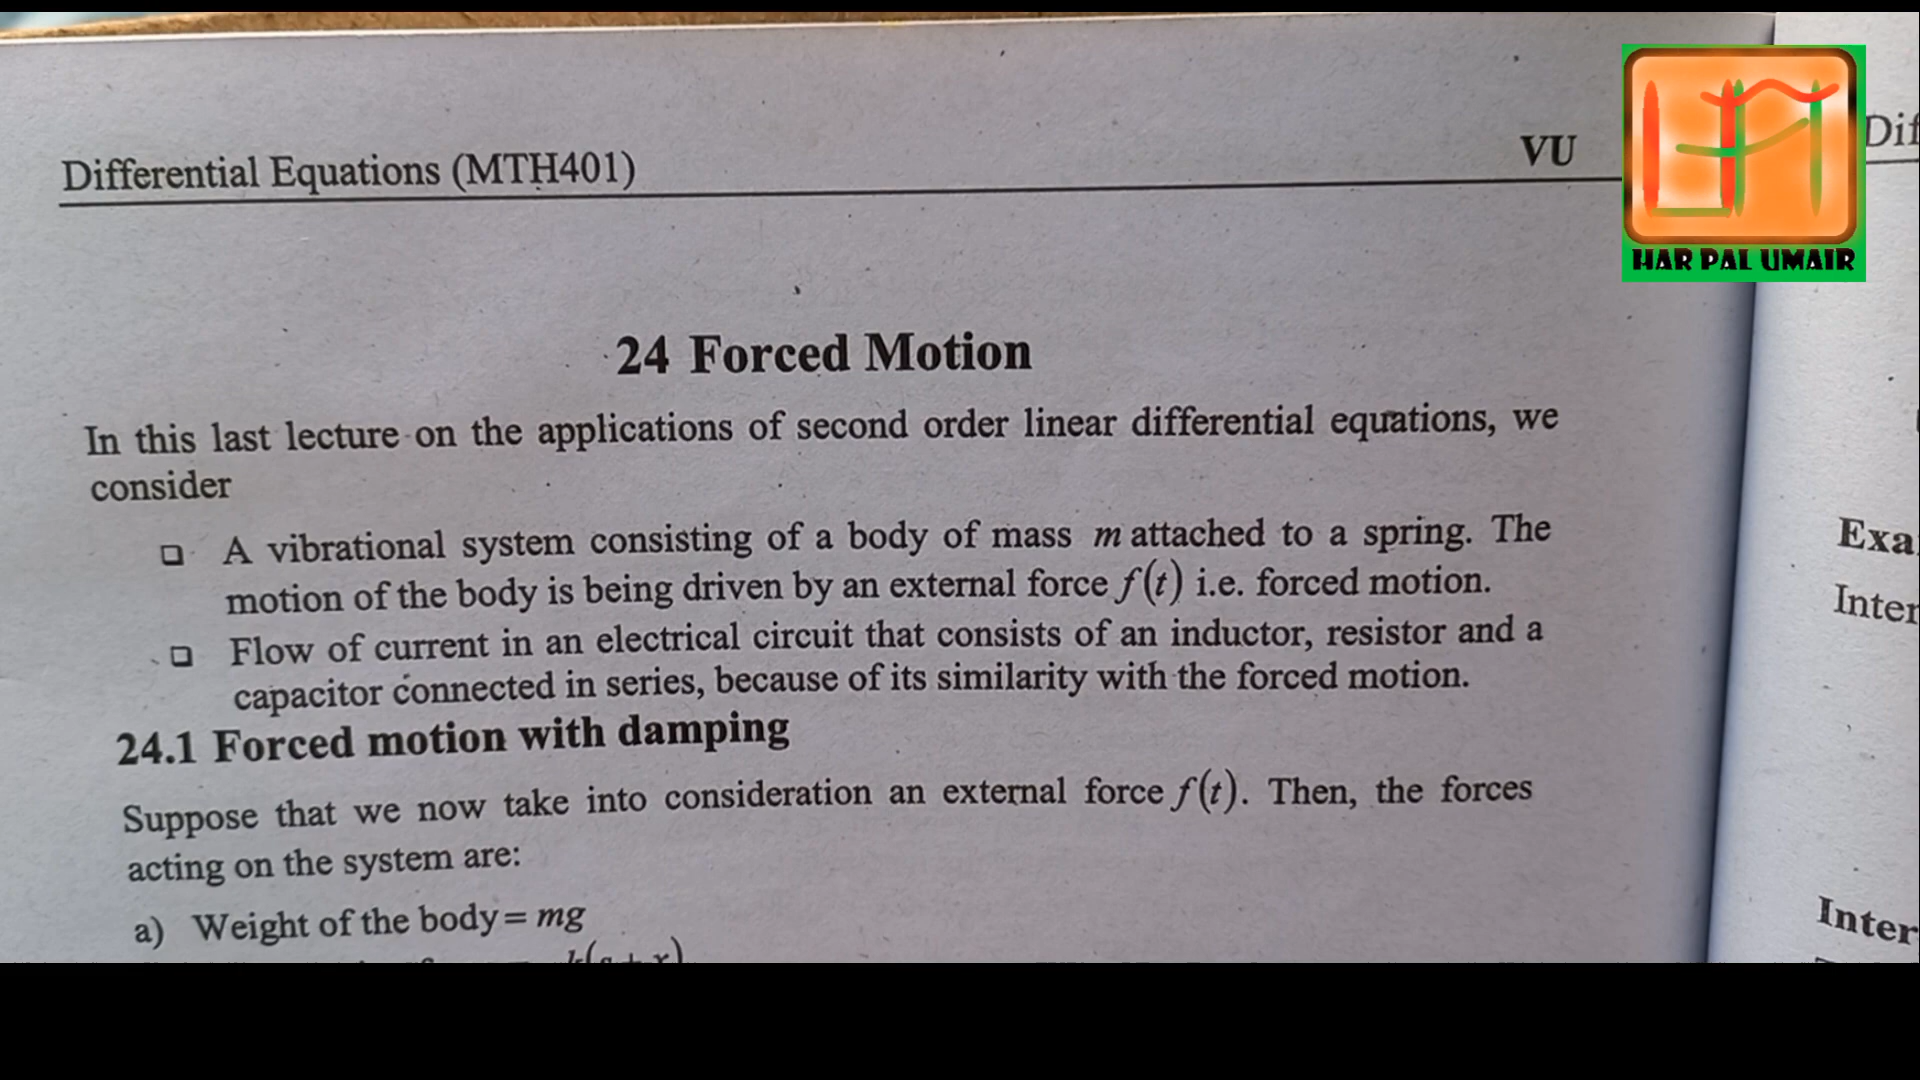 Differential Equations (MTH401)
VU
HAR PAL UMAIR
24 Forced Motion
In this last lecture on the applications of second order linear differential equations, we
consider
❏ A vibrational system consisting of a body of mass m attached to a spring. The
motion of the body is being driven by an external force f(t) i.e. forced motion.
❏ Flow of current in an electrical circuit that consists of an inductor, resistor and a
capacitor connected in series, because of its similarity with the forced motion.
24.1 Forced motion with damping
Suppose that we now take into consideration an external force f(t). Then, the forces
acting on the system are:
a) Weight of the body = mg
Dif
Exa
Inter
Inter